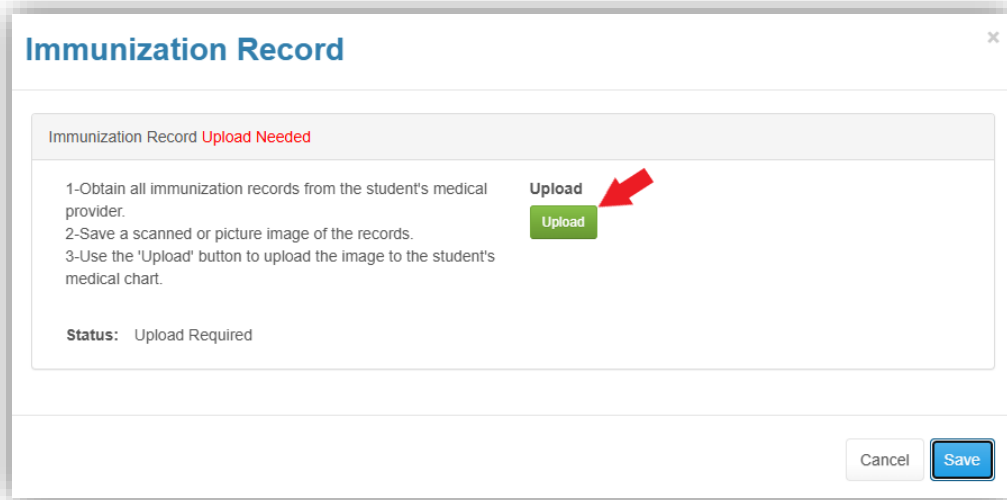 Immunization Record
×
Immunization Record Upload Needed
1-Obtain all immunization records from the student's medical
provider.
2-Save a scanned or picture image of the records.
3-Use the 'Upload' button to upload the image to the student's
medical chart.
Upload
Upload
Status: Upload Required
Cancel Save